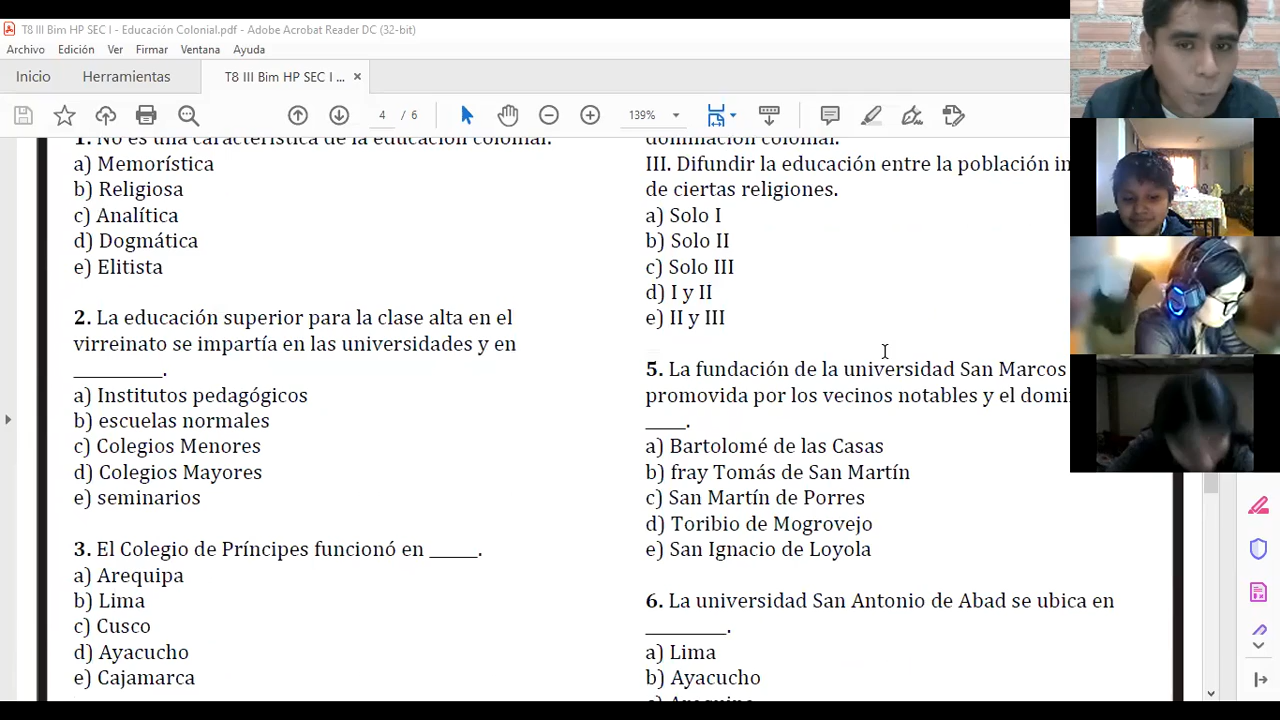 T8 III Bim HP SEC I - Educación Colonial.pdf - Adobe Acrobat Reader DC (32-bit)
Archivo Edición Ver Firmar Ventana Ayuda
Inicio Herramientas T8 III Bim HP SEC I ... ×
4 / 6 139%
1. No es una característica de la educación colonial.
a) Memorística
b) Religiosa
c) Analítica
d) Dogmática
e) Elitista
2. La educación superior para la clase alta en el
virreinato se impartía en las universidades y en
_________.
a) Institutos pedagógicos
b) escuelas normales
c) Colegios Menores
d) Colegios Mayores
e) seminarios
3. El Colegio de Príncipes funcionó en _____.
a) Arequipa
b) Lima
c) Cusco
d) Ayacucho
e) Cajamarca
dominación colonial.
III. Difundir la educación entre la población
de ciertas religiones.
a) Solo I
b) Solo II
c) Solo III
d) I y II
e) II y III
5. La fundación de la universidad San Marcos
promovida por los vecinos notables y el
____.
a) Bartolomé de las Casas
b) fray Tomás de San Martín
c) San Martín de Porres
d) Toribio de Mogrovejo
e) San Ignacio de Loyola
6. La universidad San Antonio de Abad se ubica en
________.
a) Lima
b) Ayacucho